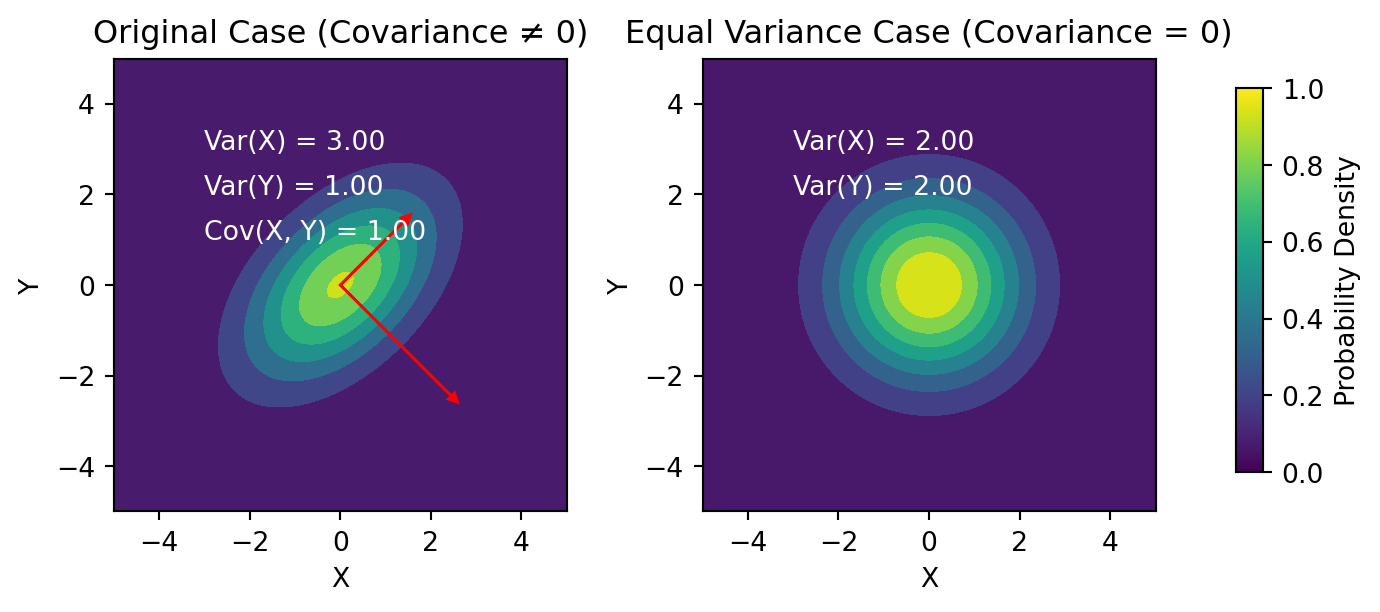 Original Case (Covariance ≠ 0)
Var(X) = 3.00
Var(Y) = 1.00
Cov(X, Y) = 1.00
4
2
0
−2
−4
Y
−4
−2
0
2
4
X
Equal Variance Case (Covariance = 0)
Var(X) = 2.00
Var(Y) = 2.00
4
2
0
−2
−4
Y
−4
−2
0
2
4
X
1.0
0.8
0.6
0.4
0.2
0.0
Probability Density